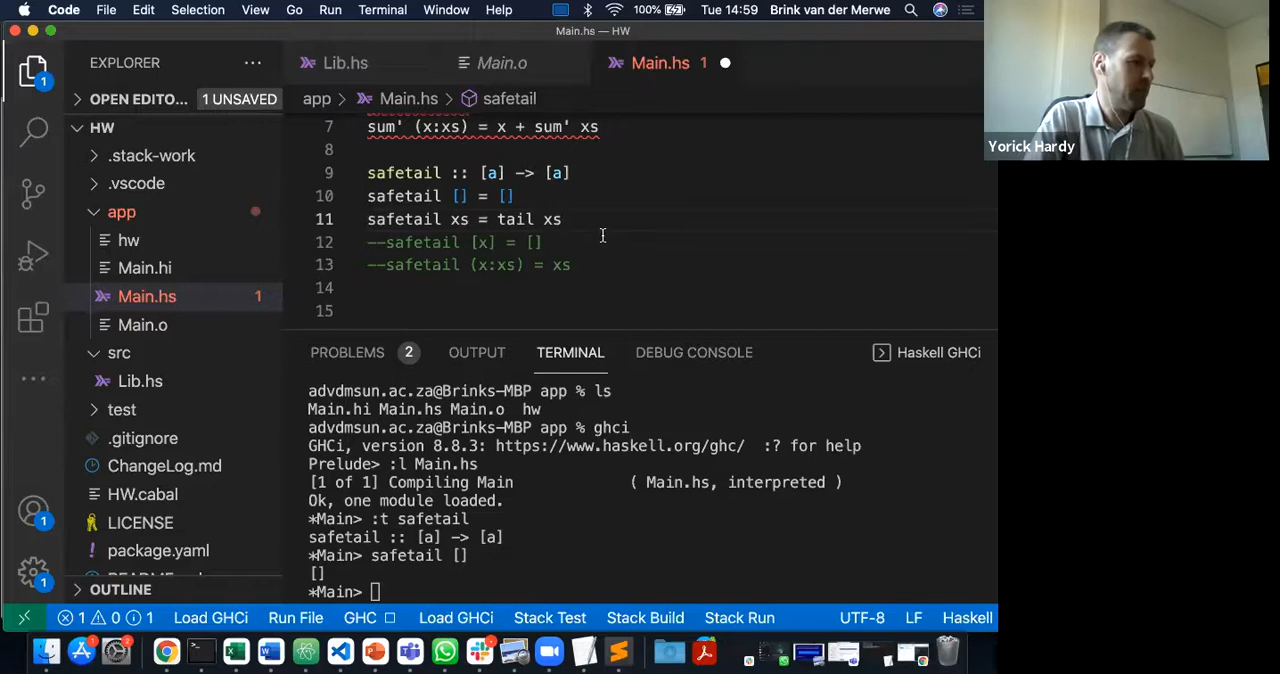 Code File Edit Selection View Go Run Terminal Window Help 100% Tue 14:59 Brink van der Merwe
Main.hs — HW
EXPLORER ...
Lib.hs Main.o Main.hs 1
OPEN EDITO... 1 UNSAVED
app > Main.hs > safetail
HW
.stack-work
.vscode
app
hw
Main.hi
Main.hs 1
Main.o
src
Lib.hs
test
.gitignore
ChangeLog.md
HW.cabal
LICENSE
package.yaml
OUTLINE
1
1
1
7 sum' (x:xs) = x + sum' xs
8
9 safetail :: [a] -> [a]
10 safetail [] = []
11 safetail xs = tail xs
12 --safetail [x] = []
13 --safetail (x:xs) = xs
14
15
PROBLEMS 2 OUTPUT TERMINAL DEBUG CONSOLE Haskell GHCi
advdmsun.ac.za@Brinks-MBP app % ls
Main.hi Main.hs Main.o hw
advdmsun.ac.za@Brinks-MBP app % ghci
GHCi, version 8.8.3: https://www.haskell.org/ghc/ :? for help
Prelude> :l Main.hs
[1 of 1] Compiling Main ( Main.hs, interpreted )
Ok, one module loaded.
*Main> :t safetail
safetail :: [a] -> [a]
*Main> safetail []
[]
*Main>
1 0 1 Load GHCi Run File GHC Load GHCi Stack Test Stack Build Stack Run UTF-8 LF Haskell
Yorick Hardy